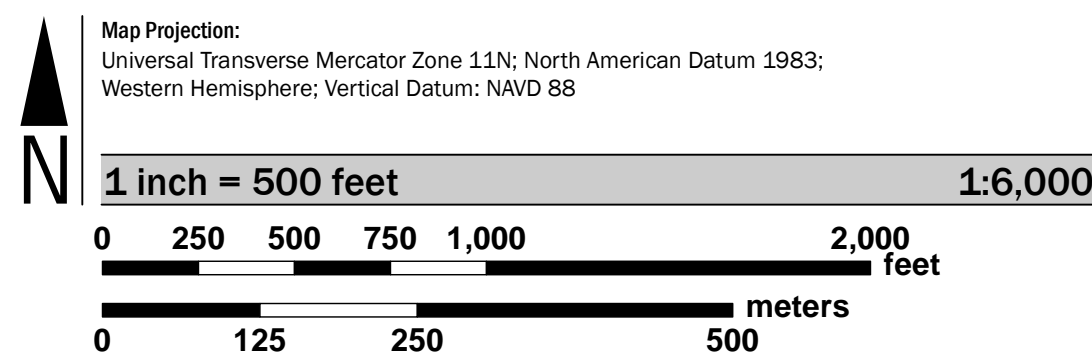 Map Projection:
Universal Transverse Mercator Zone 11N; North American Datum 1983;
Western Hemisphere; Vertical Datum: NAVD 88
N
1 inch = 500 feet 1:6,000
0 250 500 750 1,000 2,000
feet
meters
0 125 250 500